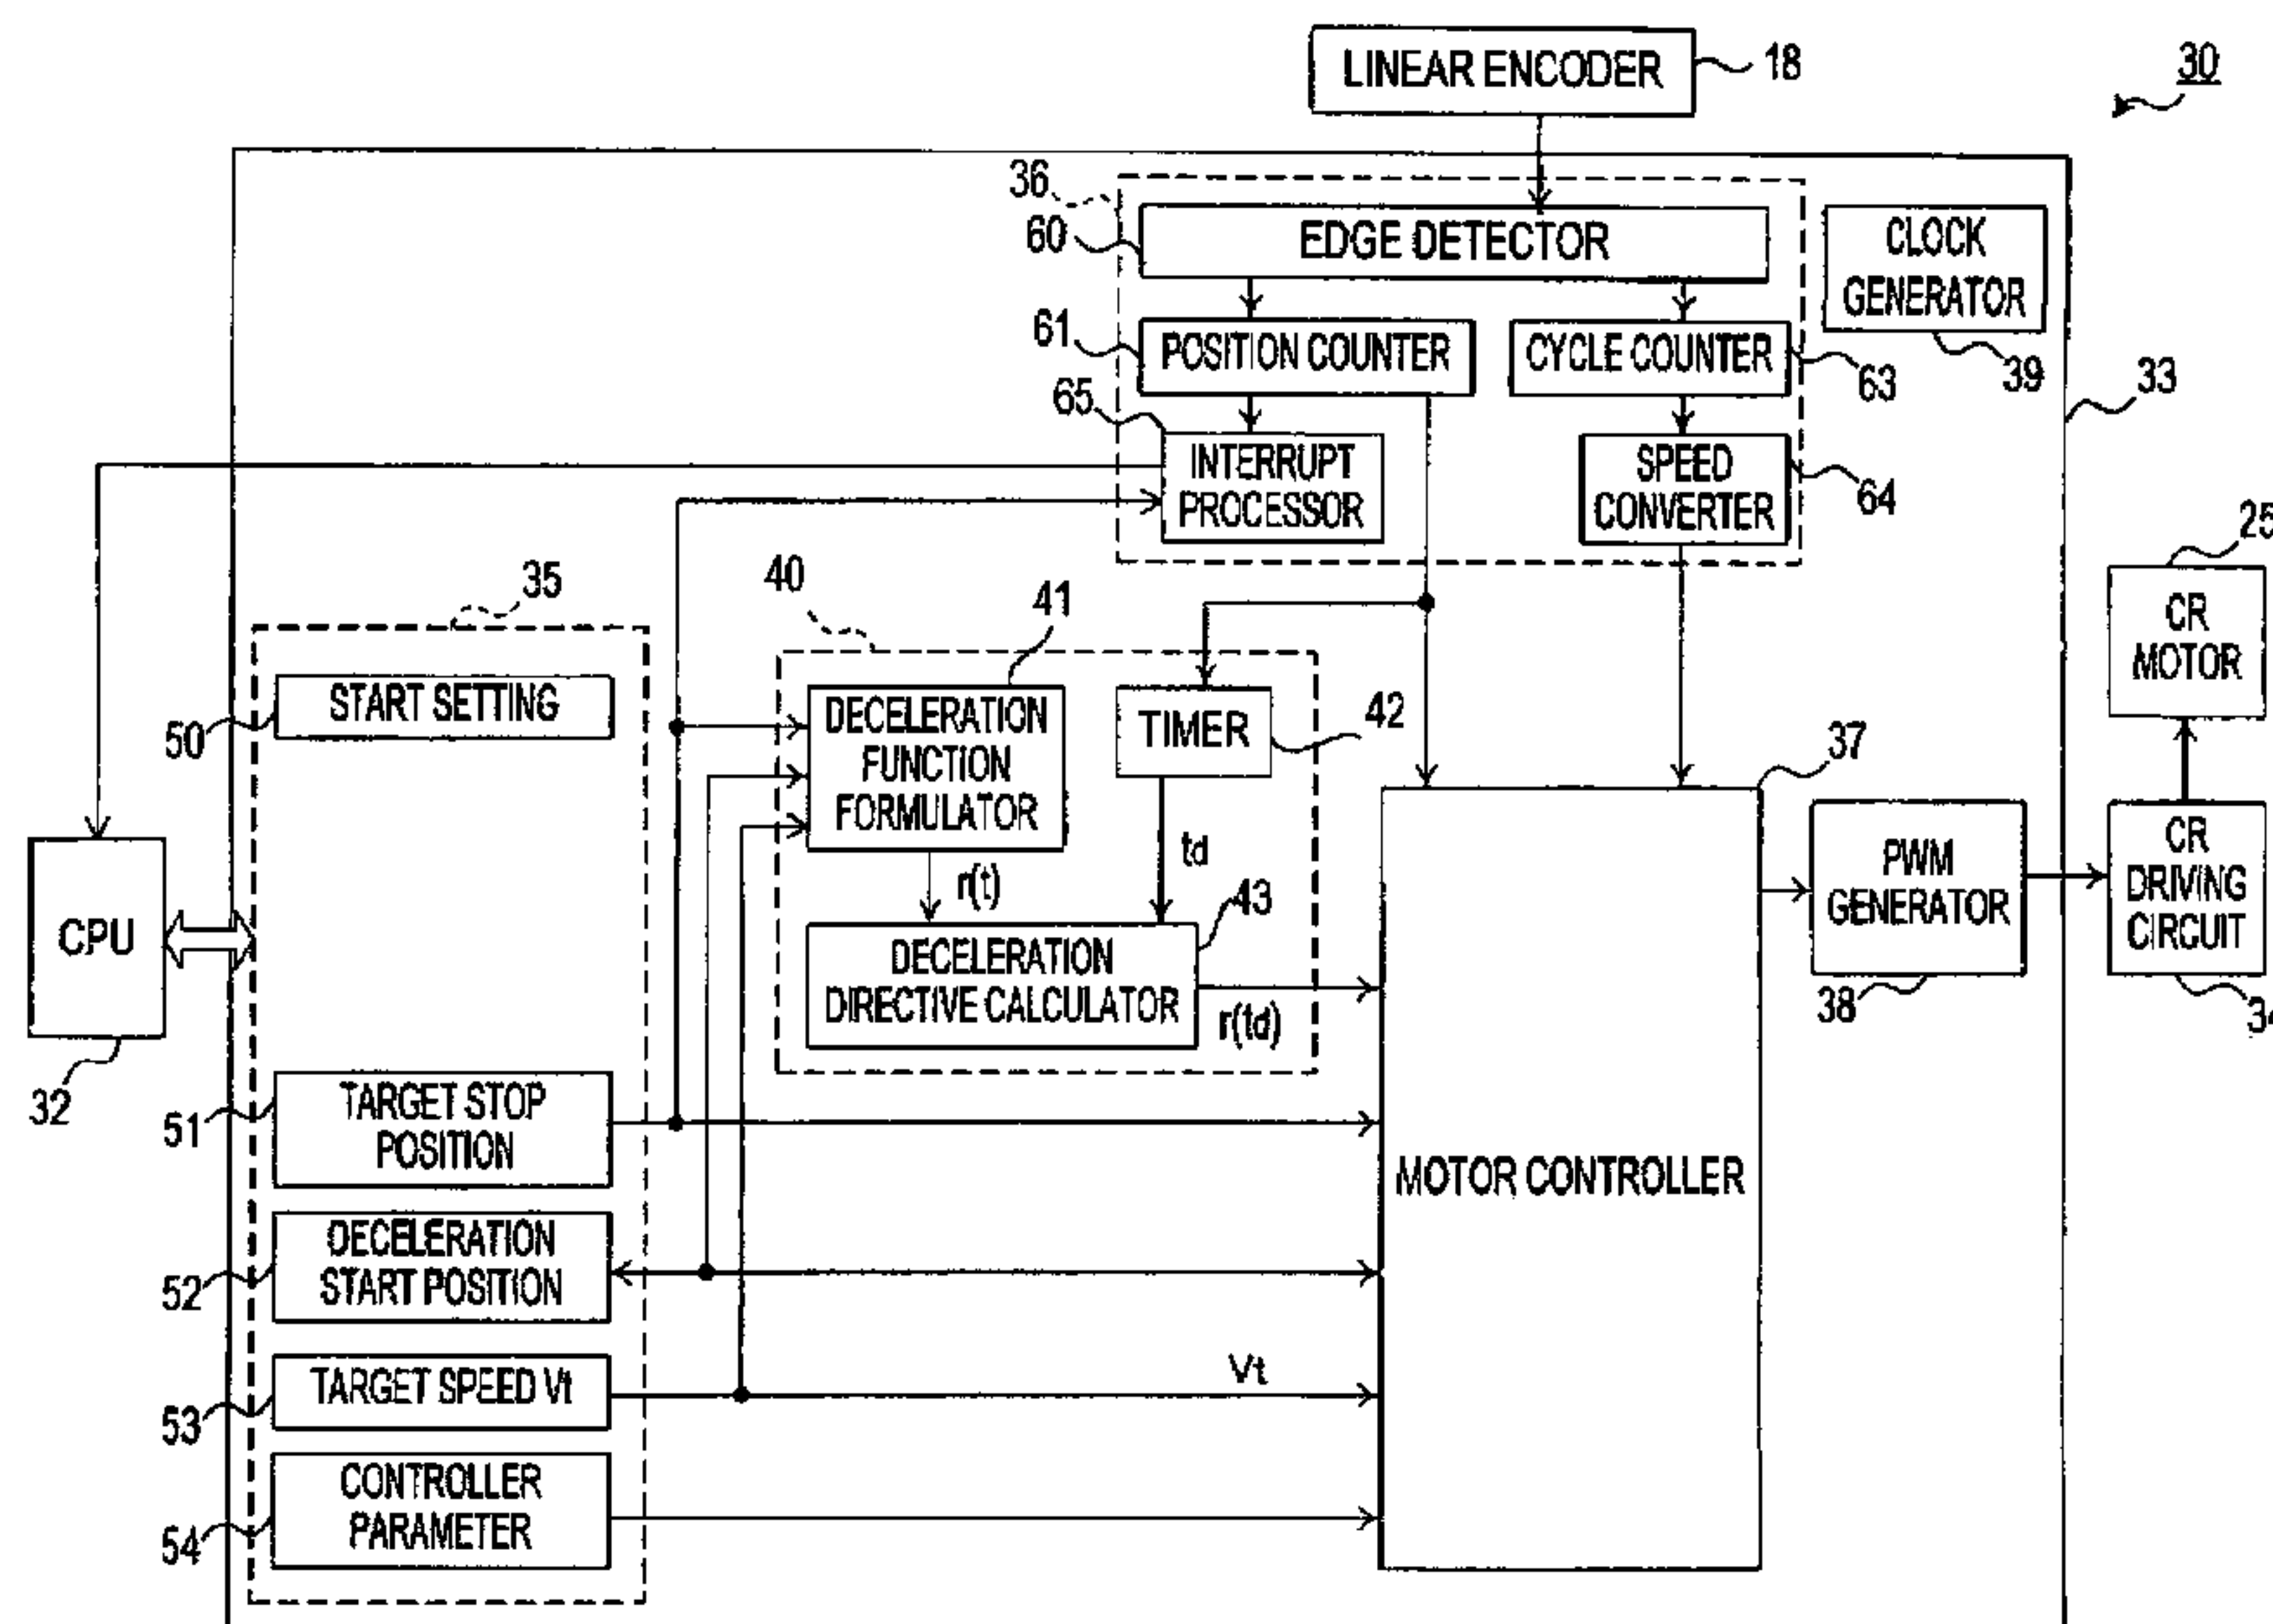 LINEAR ENCODER
18
30
36
60
EDGE DETECTOR
CLOCK
GENERATOR
39
33
61
POSITION COUNTER
CYCLE COUNTER
63
65
INTERRUPT
PROCESSOR
SPEED
CONVERTER
64
25
CR
MOTOR
35
40
41
50
START SETTING
DECELERATION
FUNCTION
FORMULATOR
TIMER
42
37
td
r(t)
43
CPU
32
DECELERATION
DIRECTIVE CALCULATOR
r(td)
PWM
GENERATOR
38
CR
DRIVING
CIRCUIT
34
51
TARGET STOP
POSITION
MOTOR CONTROLLER
52
DECELERATION
START POSITION
53
TARGET SPEED Vt
Vt
54
CONTROLLER
PARAMETER